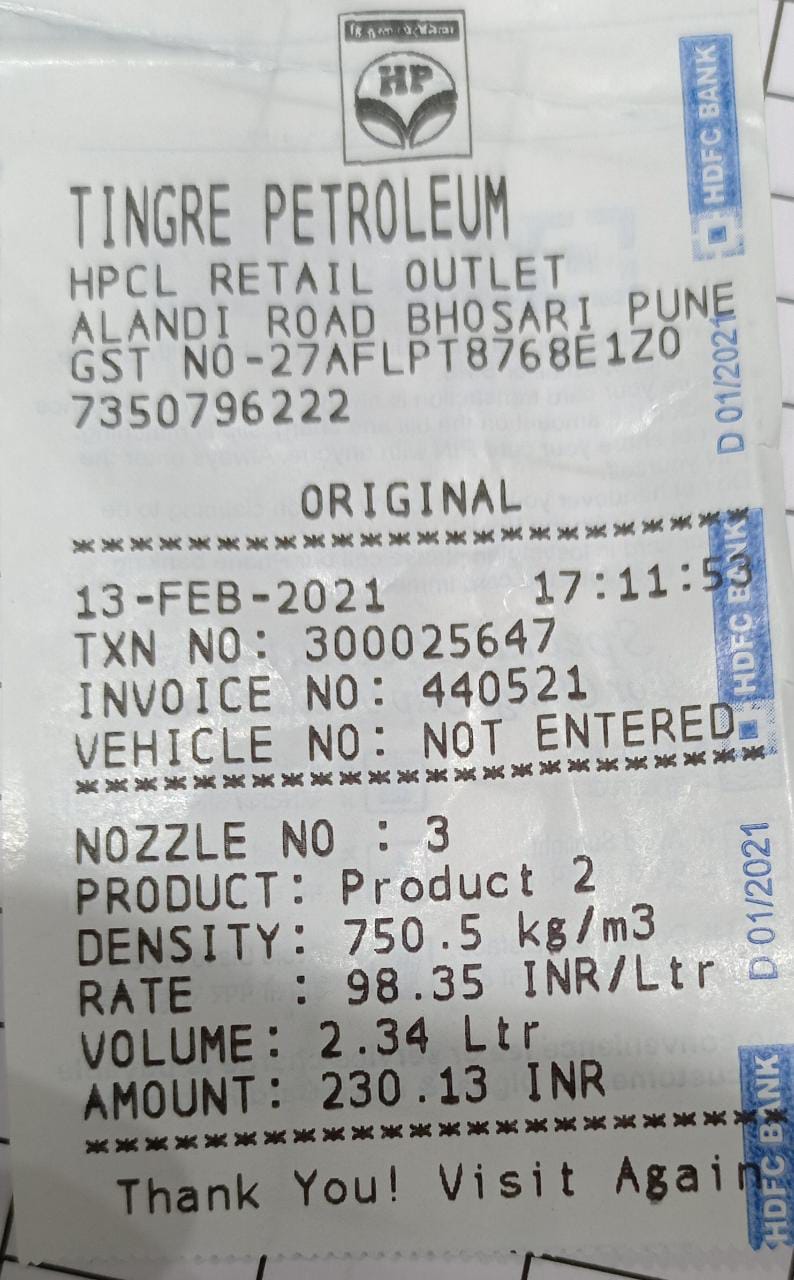 HP
TINGRE PETROLEUM
HPCL RETAIL OUTLET
ALANDI ROAD BHOSARI PUNE
GST NO-27AFLPT8768E1Z0
7350796222
ORIGINAL
******************************
13-FEB-2021 17:11:53
TXN NO: 300025647
INVOICE NO: 440521
VEHICLE NO: NOT ENTERED
******************************
NOZZLE NO : 3
PRODUCT: Product 2
DENSITY: 750.5 kg/m3
RATE : 98.35 INR/Ltr
VOLUME: 2.34 Ltr
AMOUNT: 230.13 INR
******************************
Thank You! Visit Again
HDFC BANK
D 01/2021
HDFC BANK
D 01/2021
HDFC BANK